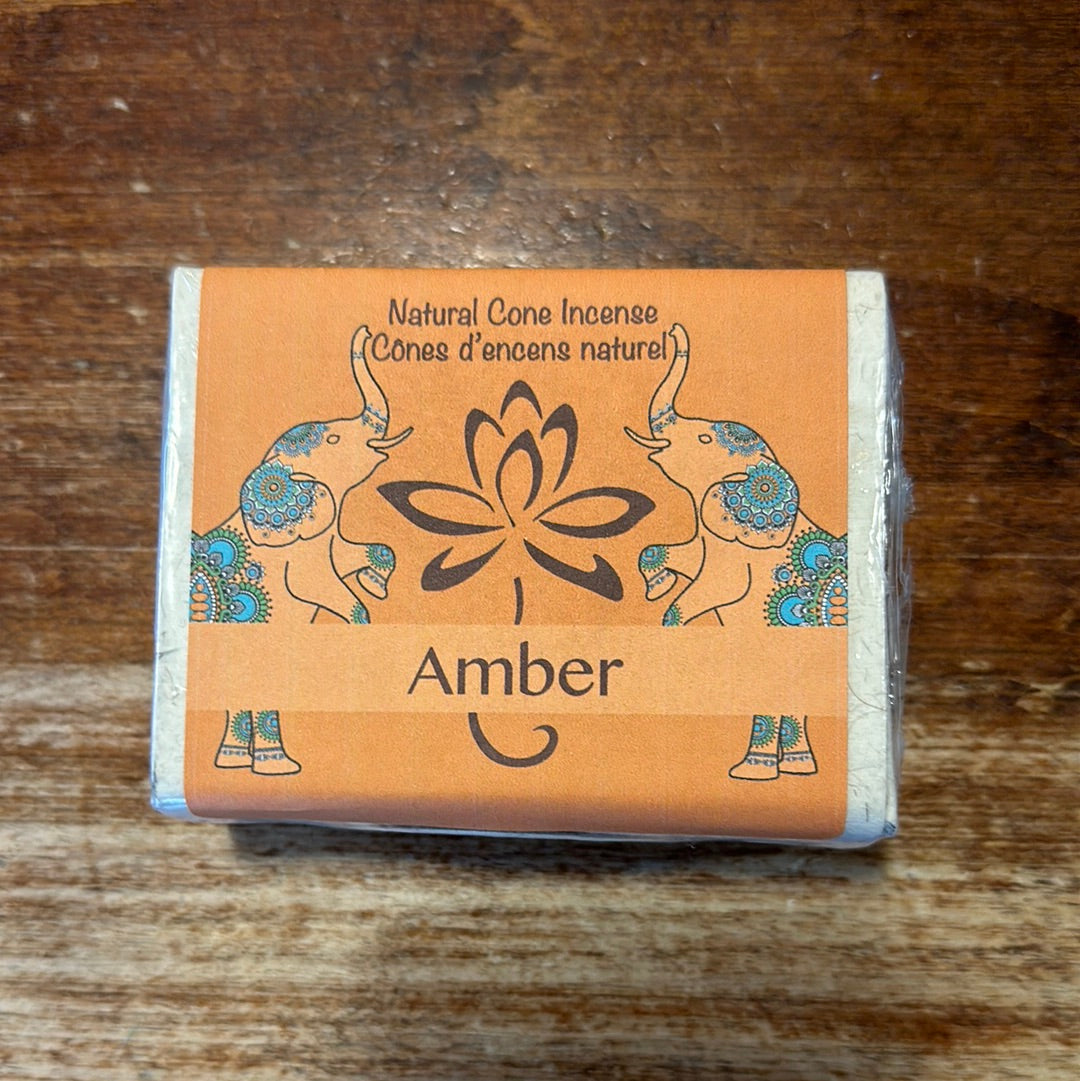 Natural Cone Incense
Cônes d'encens naturel
Amber